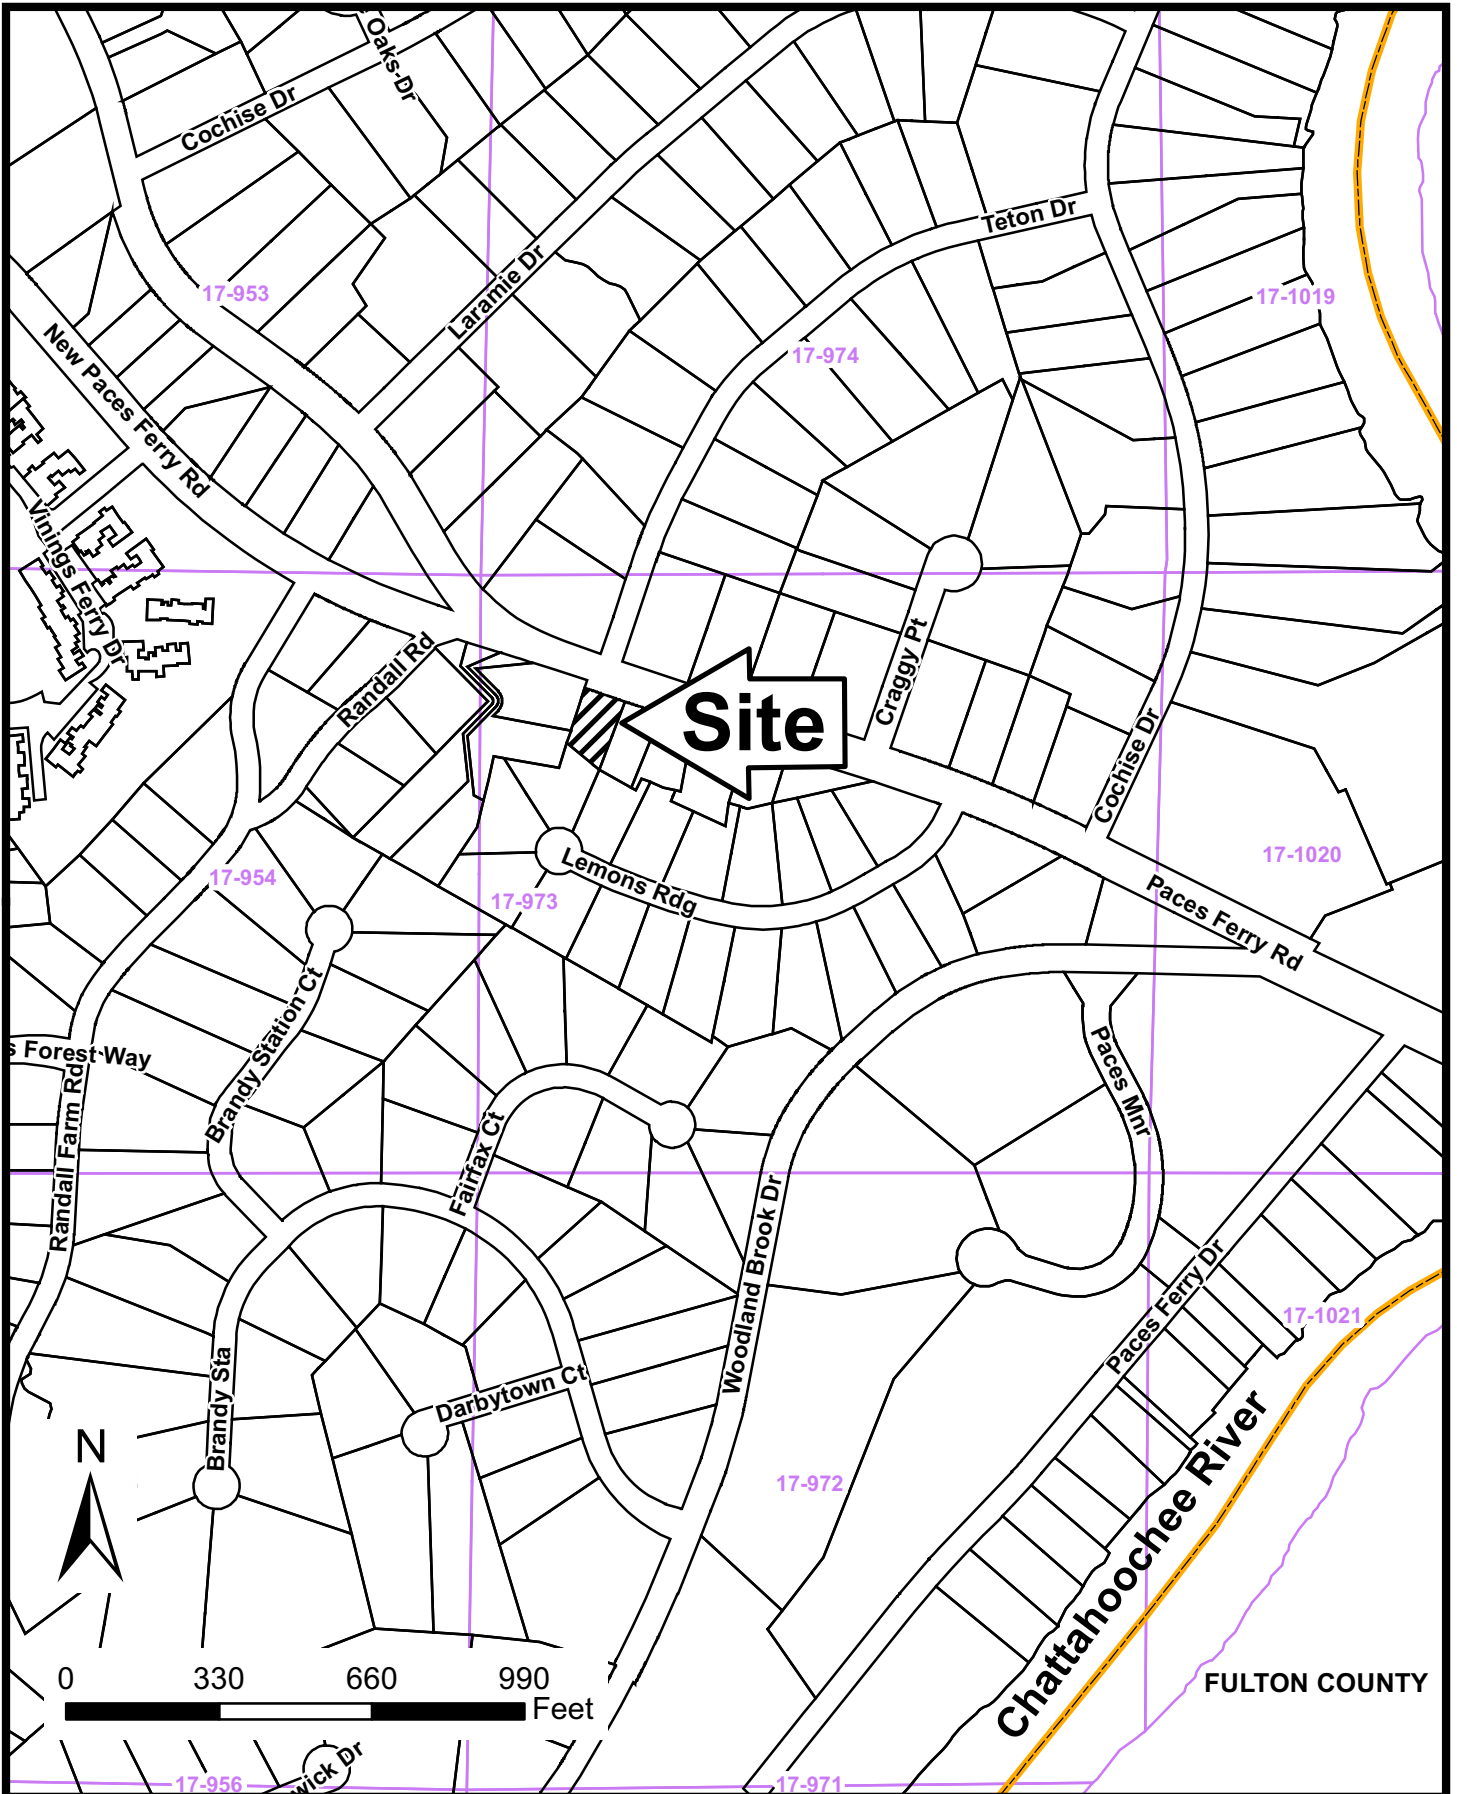 Oaks-Dr
Cochise Dr
Teton Dr
Laramie Dr
17-953
17-1019
New Paces Ferry Rd
17-974
Vinings Ferry Dr
Randall Rd
Craggy Pt
Site
Cochise Dr
Lemons Rdg
17-1020
17-954
17-973
Paces Ferry Rd
Brandy Station Ct
s Forest Way
Paces Mnr
Randall Farm Rd
Fairfax Ct
Woodland Brook Dr
Paces Ferry Dr
17-1021
Brandy Sta
Darbytown Ct
N
17-972
Chattahoochee River
0 330 660 990
Feet
FULTON COUNTY
wick Dr
17-956
17-971